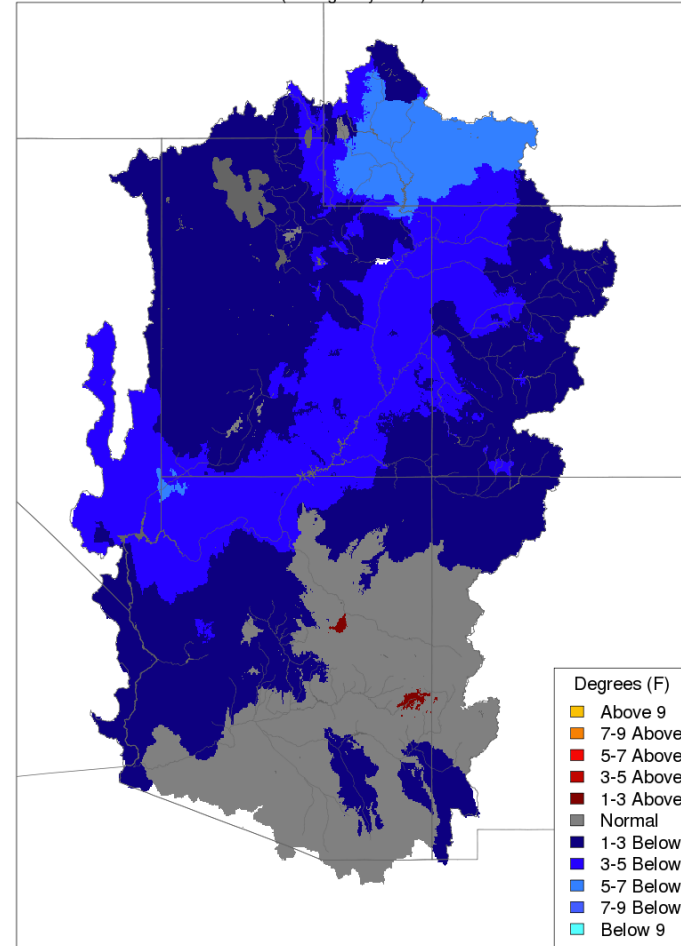 Degrees (F)
Above 9
7-9 Above
5-7 Above
3-5 Above
1-3 Above
Normal
1-3 Below
3-5 Below
5-7 Below
7-9 Below
Below 9